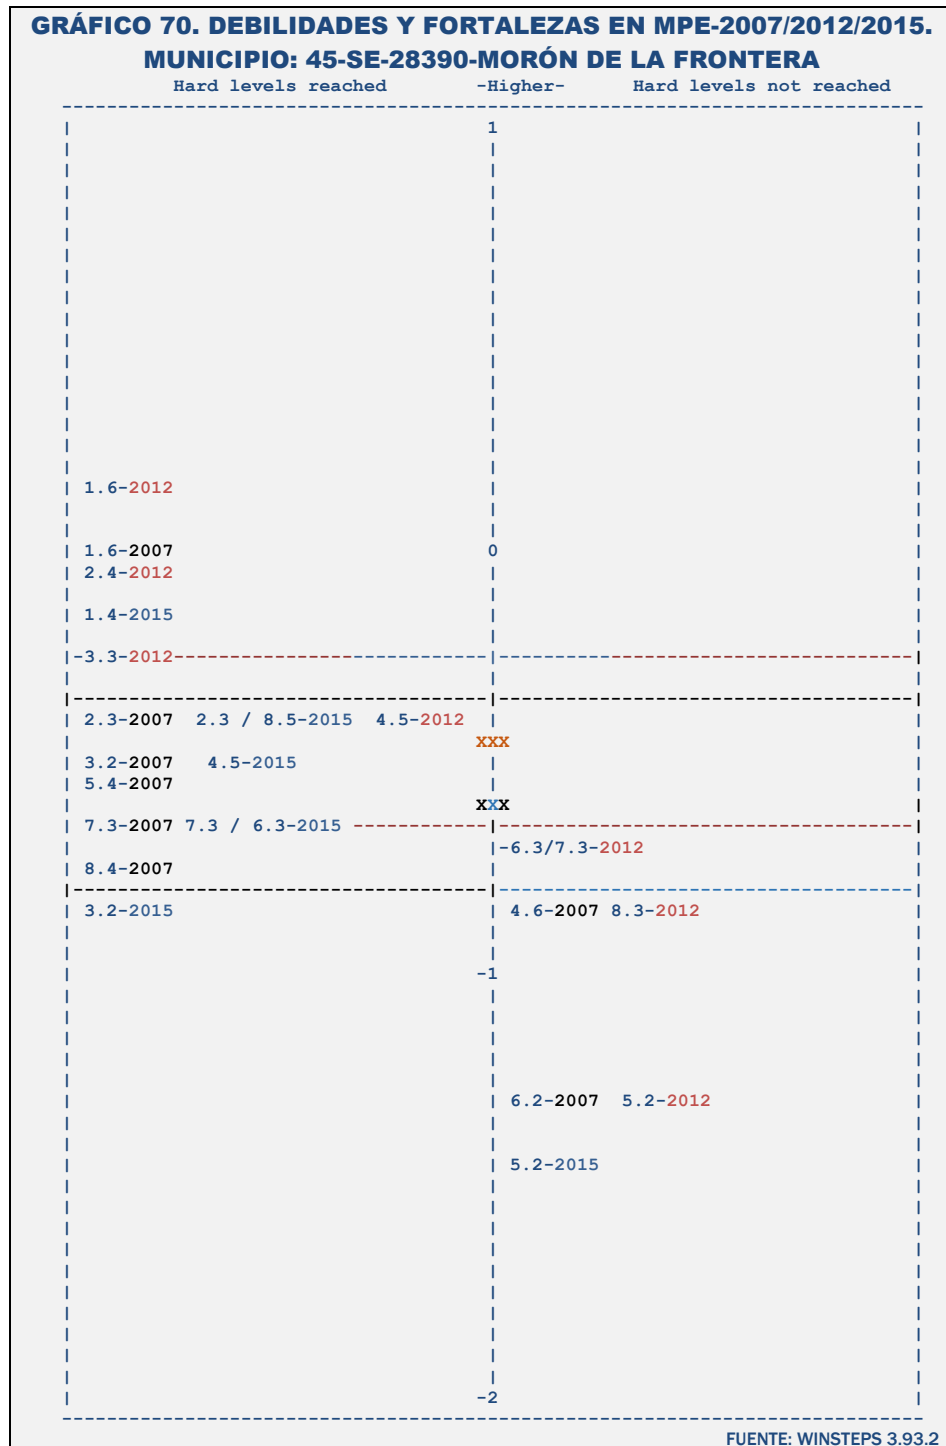 GRÁFICO 70. DEBILIDADES Y FORTALEZAS EN MPE-2007/2012/2015.
MUNICIPIO: 45-SE-28390-MORÓN DE LA FRONTERA
Hard levels reached -Higher- Hard levels not reached
1
1.6-2012
1.6-2007 0
2.4-2012
1.4-2015
-3.3-2012
2.3-2007 2.3 / 8.5-2015 4.5-2012
XXX
3.2-2007 4.5-2015
5.4-2007
XXX
7.3-2007 7.3 / 6.3-2015
-6.3/7.3-2012
8.4-2007
3.2-2015 4.6-2007 8.3-2012
-1
6.2-2007 5.2-2012
5.2-2015
-2
FUENTE: WINSTEPS 3.93.2